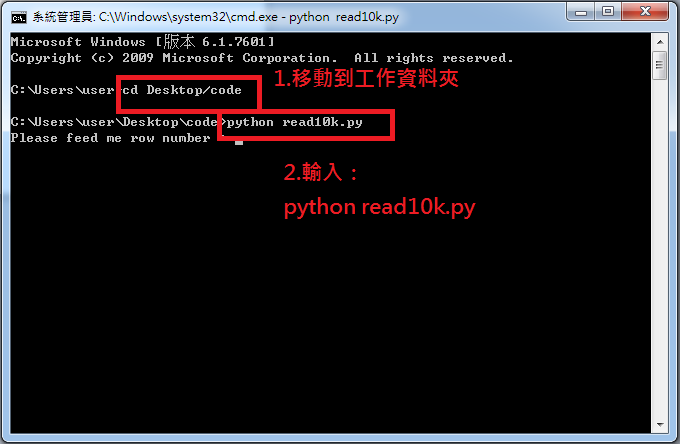 系統管理員: C:\Windows\system32\cmd.exe - python  read10k.py
Microsoft Windows [版本 6.1.7601]
Copyright (c) 2009 Microsoft Corporation.  All rights reserved.
C:\Users\user>cd Desktop/code
1.移動到工作資料夾
C:\Users\user\Desktop\code>python read10k.py
Please feed me row number :
2.輸入：
python read10k.py